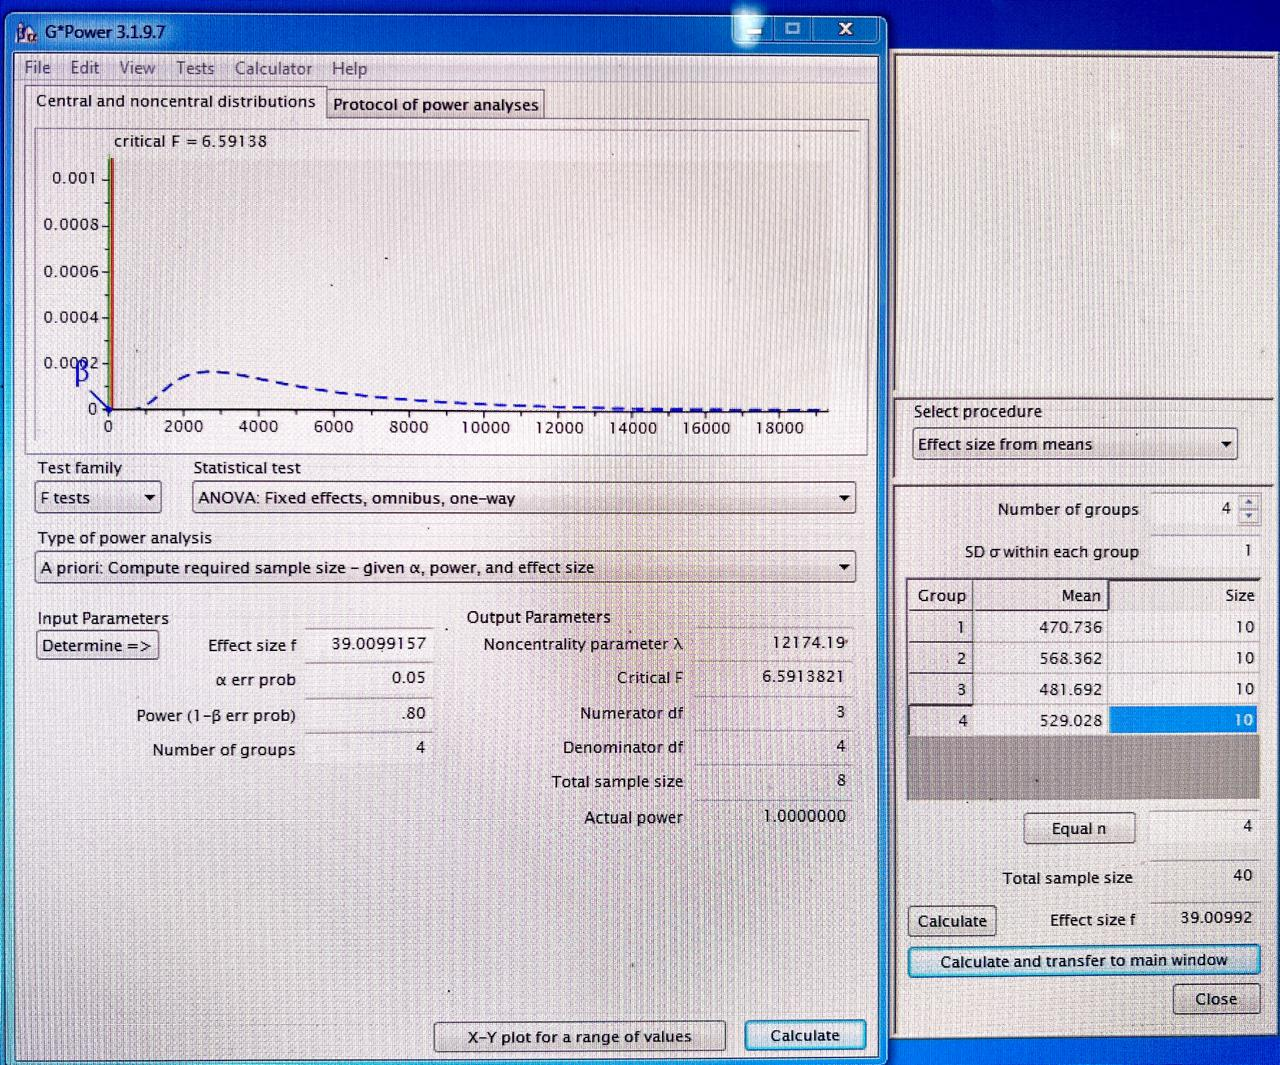 G*Power 3.1.9.7
File Edit View Tests Calculator Help
Central and noncentral distributions Protocol of power analyses
critical F = 6.59138
0.001
0.0008
0.0006
0.0004
0.0002
β
0
0 2000 4000 6000 8000 10000 12000 14000 16000 18000
Test family Statistical test
F tests ANOVA: Fixed effects, omnibus, one-way
Type of power analysis
A priori: Compute required sample size - given α, power, and effect size
Input Parameters
Determine => Effect size f 39.0099157
α err prob 0.05
Power (1-β err prob) .80
Number of groups 4
Output Parameters
Noncentrality parameter λ 12174.19
Critical F 6.5913821
Numerator df 3
Denominator df 4
Total sample size 8
Actual power 1.0000000
X-Y plot for a range of values Calculate
Select procedure
Effect size from means
Number of groups 4
SD σ within each group 1
Group Mean Size
1 470.736 10
2 568.362 10
3 481.692 10
4 529.028 10
Equal n 4
Total sample size 40
Calculate Effect size f 39.00992
Calculate and transfer to main window
Close